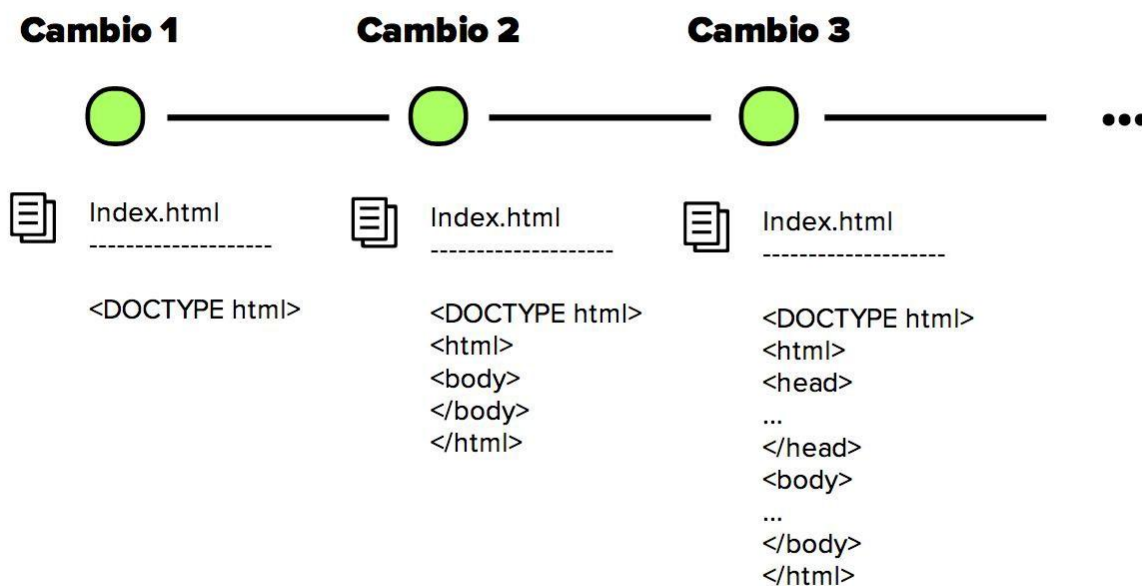 Cambio 1
Cambio 2
Cambio 3
...
Index.html
--------------------
<DOCTYPE html>
Index.html
--------------------
<DOCTYPE html>
<html>
<body>
</body>
</html>
Index.html
--------------------
<DOCTYPE html>
<html>
<head>
...
</head>
<body>
...
</body>
</html>